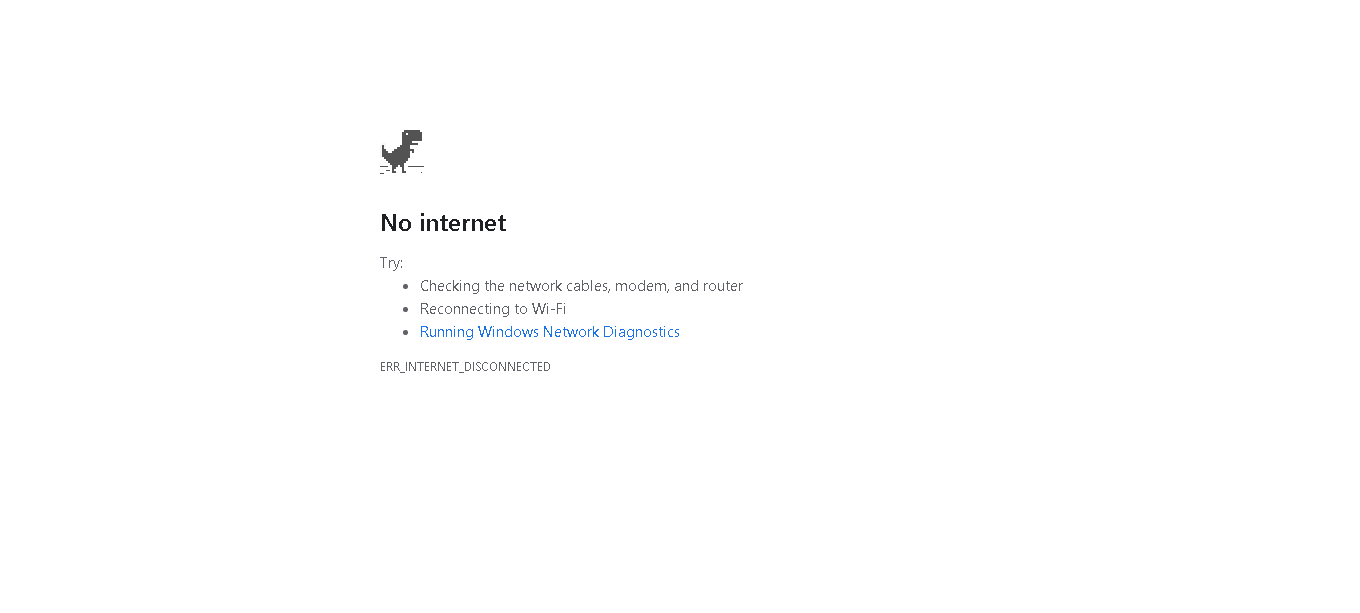 No internet
Try:
Checking the network cables, modem, and router
Reconnecting to Wi-Fi
Running Windows Network Diagnostics
ERR_INTERNET_DISCONNECTED